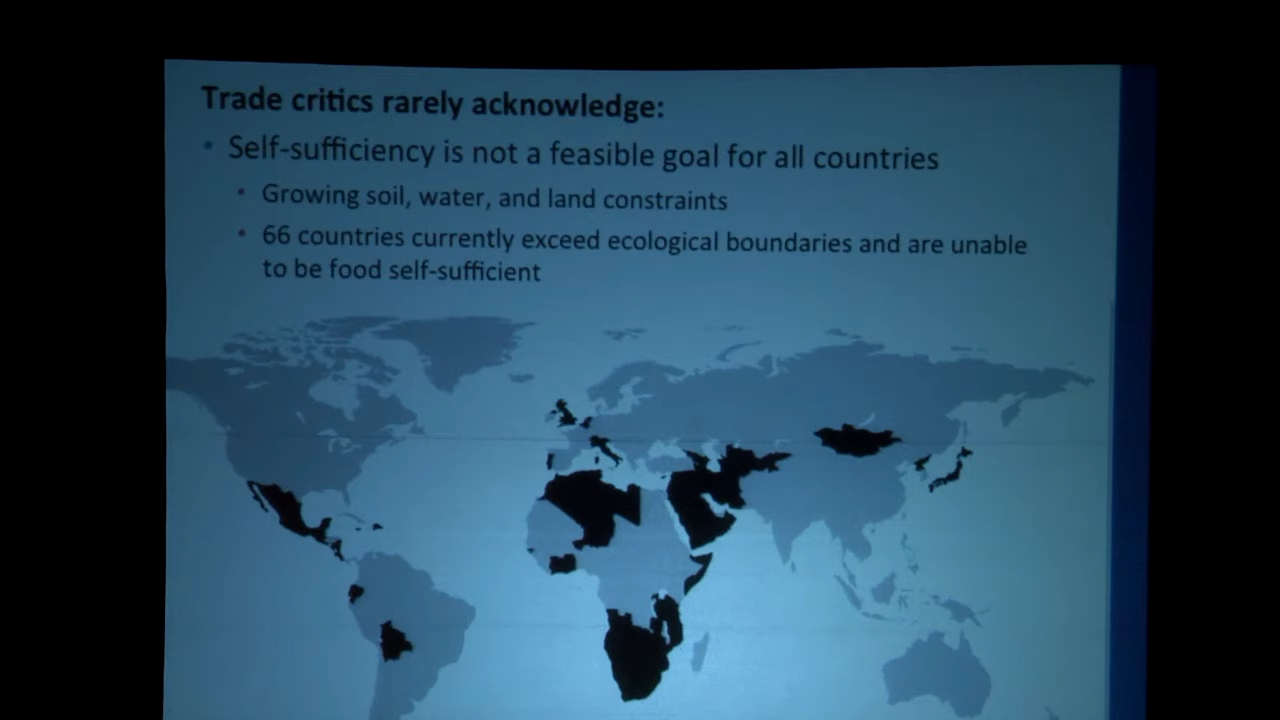 Trade critics rarely acknowledge:
• Self-sufficiency is not a feasible goal for all countries
• Growing soil, water, and land constraints
• 66 countries currently exceed ecological boundaries and are unable
to be food self-sufficient